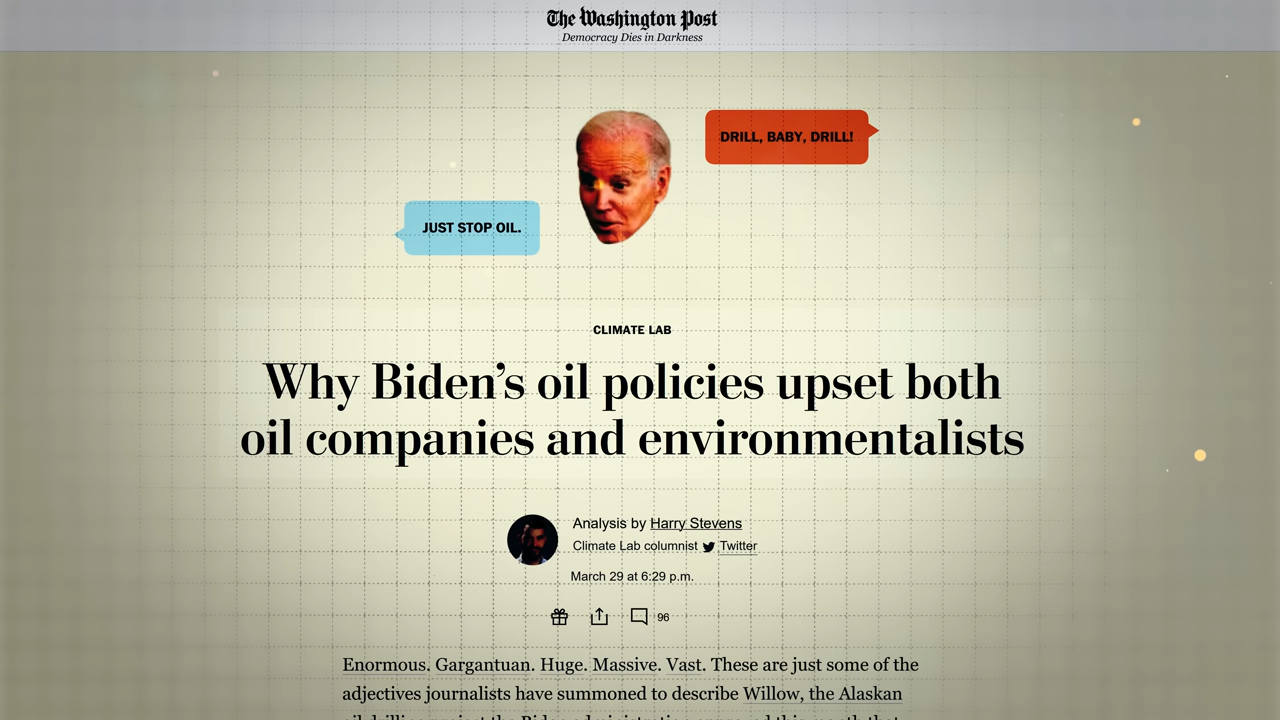 The Washington Post
Democracy Dies in Darkness
DRILL, BABY, DRILL!
JUST STOP OIL.
CLIMATE LAB
Why Biden’s oil policies upset both
oil companies and environmentalists
Analysis by Harry Stevens
Climate Lab columnist Twitter
March 29 at 6:29 p.m.
96
Enormous. Gargantuan. Huge. Massive. Vast. These are just some of the
adjectives journalists have summoned to describe Willow, the Alaskan